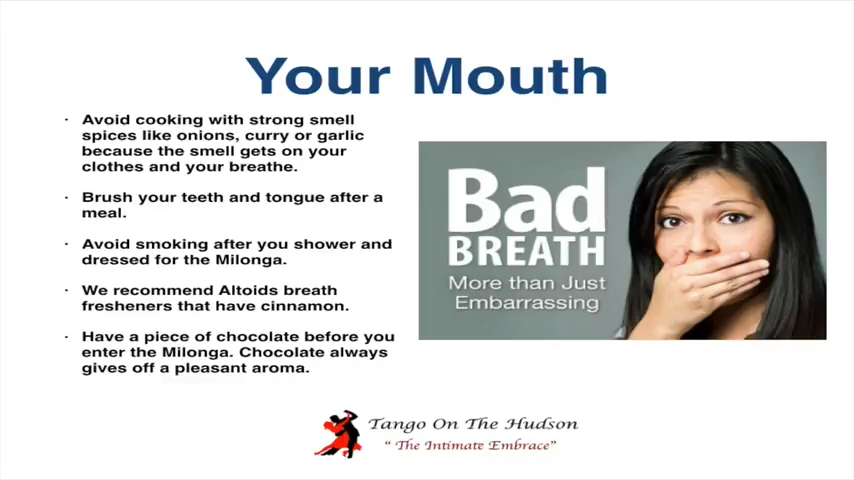 Your Mouth
· Avoid cooking with strong smell
spices like onions, curry or garlic
because the smell gets on your
clothes and your breathe.
· Brush your teeth and tongue after a
meal.
· Avoid smoking after you shower and
dressed for the Milonga.
· We recommend Altoids breath
fresheners that have cinnamon.
· Have a piece of chocolate before you
enter the Milonga. Chocolate always
gives off a pleasant aroma.
Bad
BREATH
More than Just
Embarrassing
Tango On The Hudson
“ The Intimate Embrace”